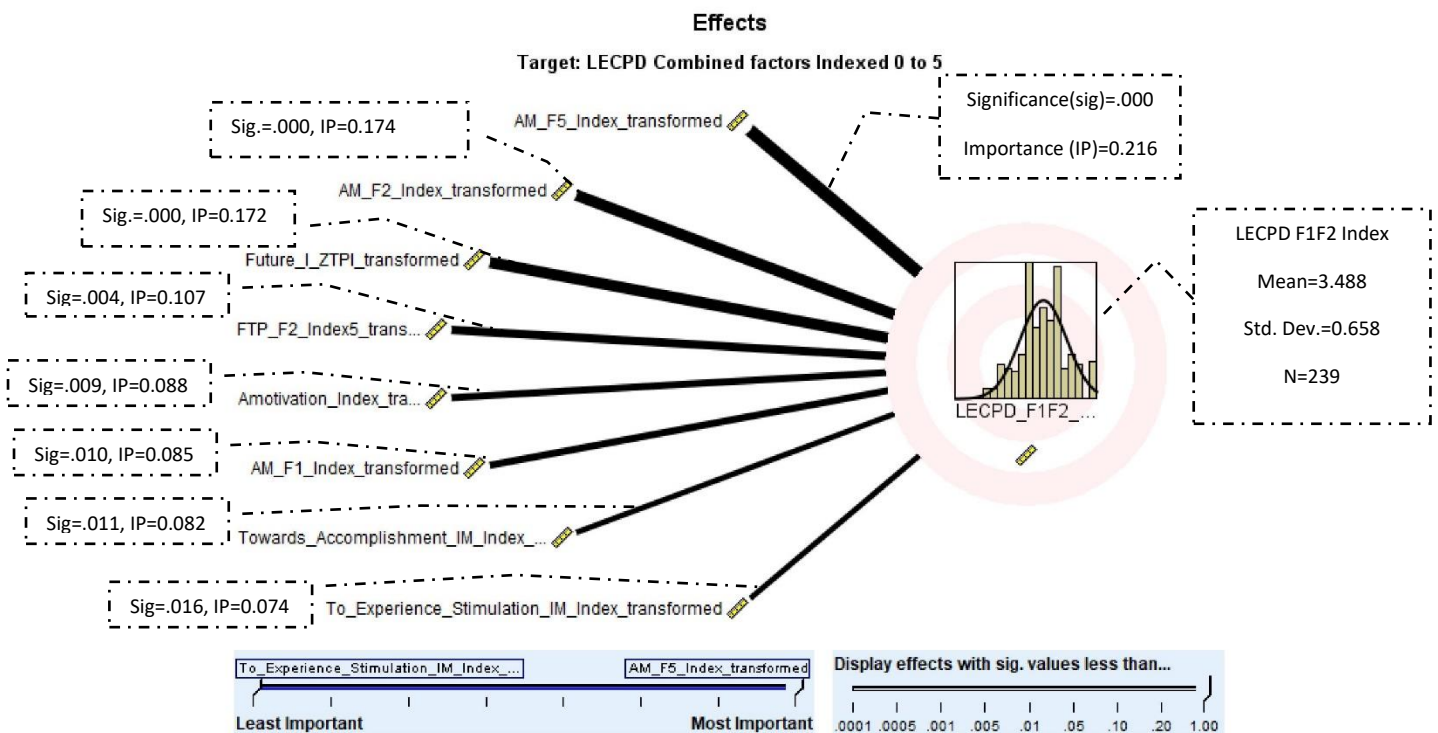 Effects
Target: LECPD Combined factors Indexed 0 to 5
Significance(sig)=.000
Importance (IP)=0.216
Sig.=.000, IP=0.174
AM_F5_Index_transformed
AM_F2_Index_transformed
Sig.=.000, IP=0.172
Future_I_ZTPI_transformed
Sig=.004, IP=0.107
FTP_F2_Index5_trans...
Sig=.009, IP=0.088
Amotivation_Index_tra...
Sig=.010, IP=0.085
AM_F1_Index_transformed
Sig=.011, IP=0.082
Towards_Accomplishment_IM_Index_...
Sig=.016, IP=0.074
To_Experience_Stimulation_IM_Index_transformed
LECPD_F1F2_...
LECPD F1F2 Index
Mean=3.488
Std. Dev.=0.658
N=239
To_Experience_Stimulation_IM_Index_...
AM_F5_Index_transformed
Least Important
Most Important
Display effects with sig. values less than...
.0001 .0005 .001 .005 .01 .05 .10 .20 1.00